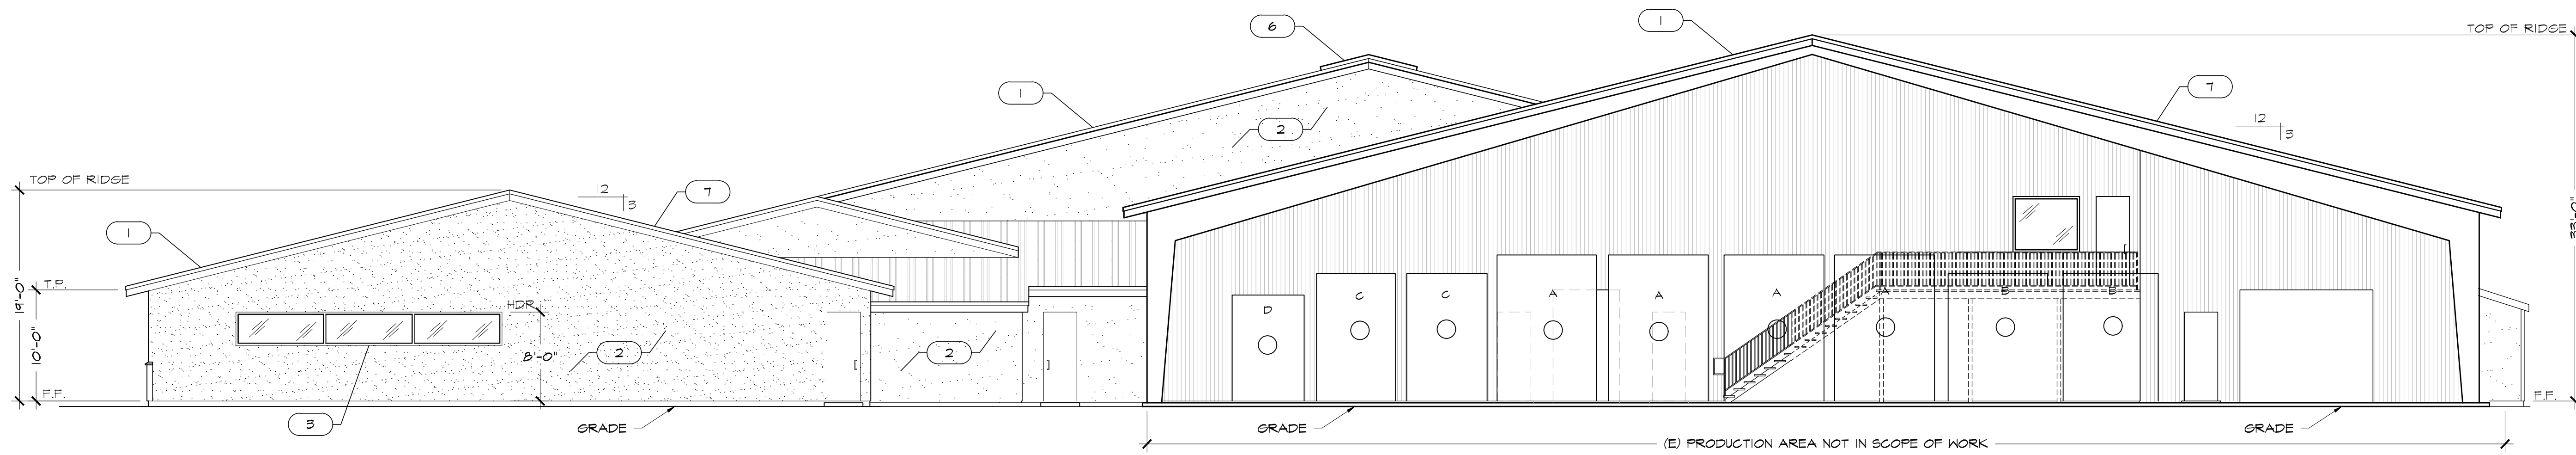 6
1
TOP OF RIDGE
1
7
12
3
2
TOP OF RIDGE
12
3
7
1
33'-0"
19'-0"
T.P.
10'-0"
HDR.
8'-0"
2
2
3
D
C
C
A
A
A
A
B
B
F.F.
F.F.
GRADE
GRADE
GRADE
(E) PRODUCTION AREA NOT IN SCOPE OF WORK